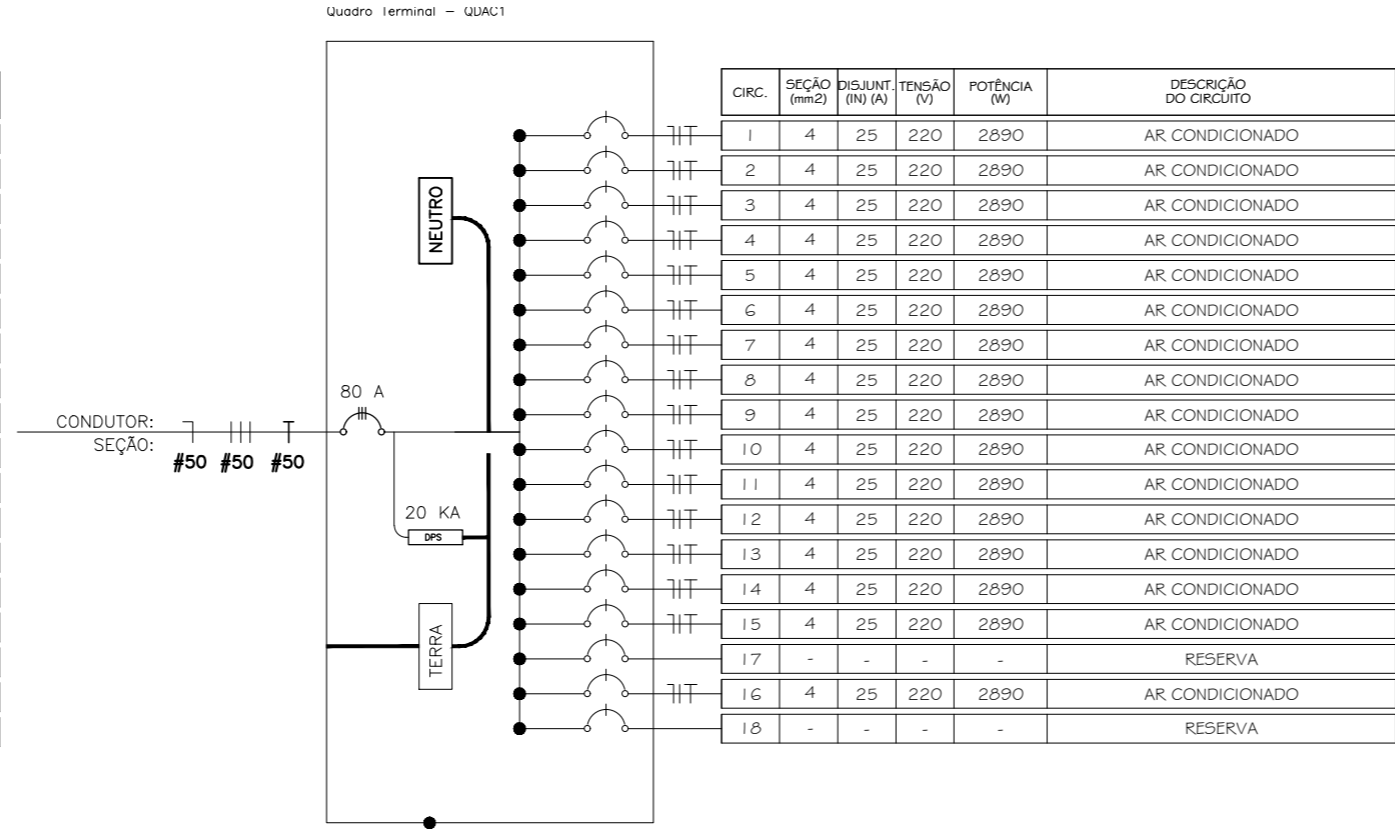 Quadro Terminal – QDAC1
CIRC. SEÇÃO (mm2) DISJUNT. (IN) (A) TENSÃO (V) POTÊNCIA (W) DESCRIÇÃO DO CIRCUITO
1 4 25 220 2890 AR CONDICIONADO
2 4 25 220 2890 AR CONDICIONADO
3 4 25 220 2890 AR CONDICIONADO
4 4 25 220 2890 AR CONDICIONADO
5 4 25 220 2890 AR CONDICIONADO
6 4 25 220 2890 AR CONDICIONADO
7 4 25 220 2890 AR CONDICIONADO
8 4 25 220 2890 AR CONDICIONADO
9 4 25 220 2890 AR CONDICIONADO
10 4 25 220 2890 AR CONDICIONADO
11 4 25 220 2890 AR CONDICIONADO
12 4 25 220 2890 AR CONDICIONADO
13 4 25 220 2890 AR CONDICIONADO
14 4 25 220 2890 AR CONDICIONADO
15 4 25 220 2890 AR CONDICIONADO
17 - - - - RESERVA
16 4 25 220 2890 AR CONDICIONADO
18 - - - - RESERVA
NEUTRO
80 A
CONDUTOR:
SEÇÃO:
#50 #50 #50
20 KA
DPS
TERRA